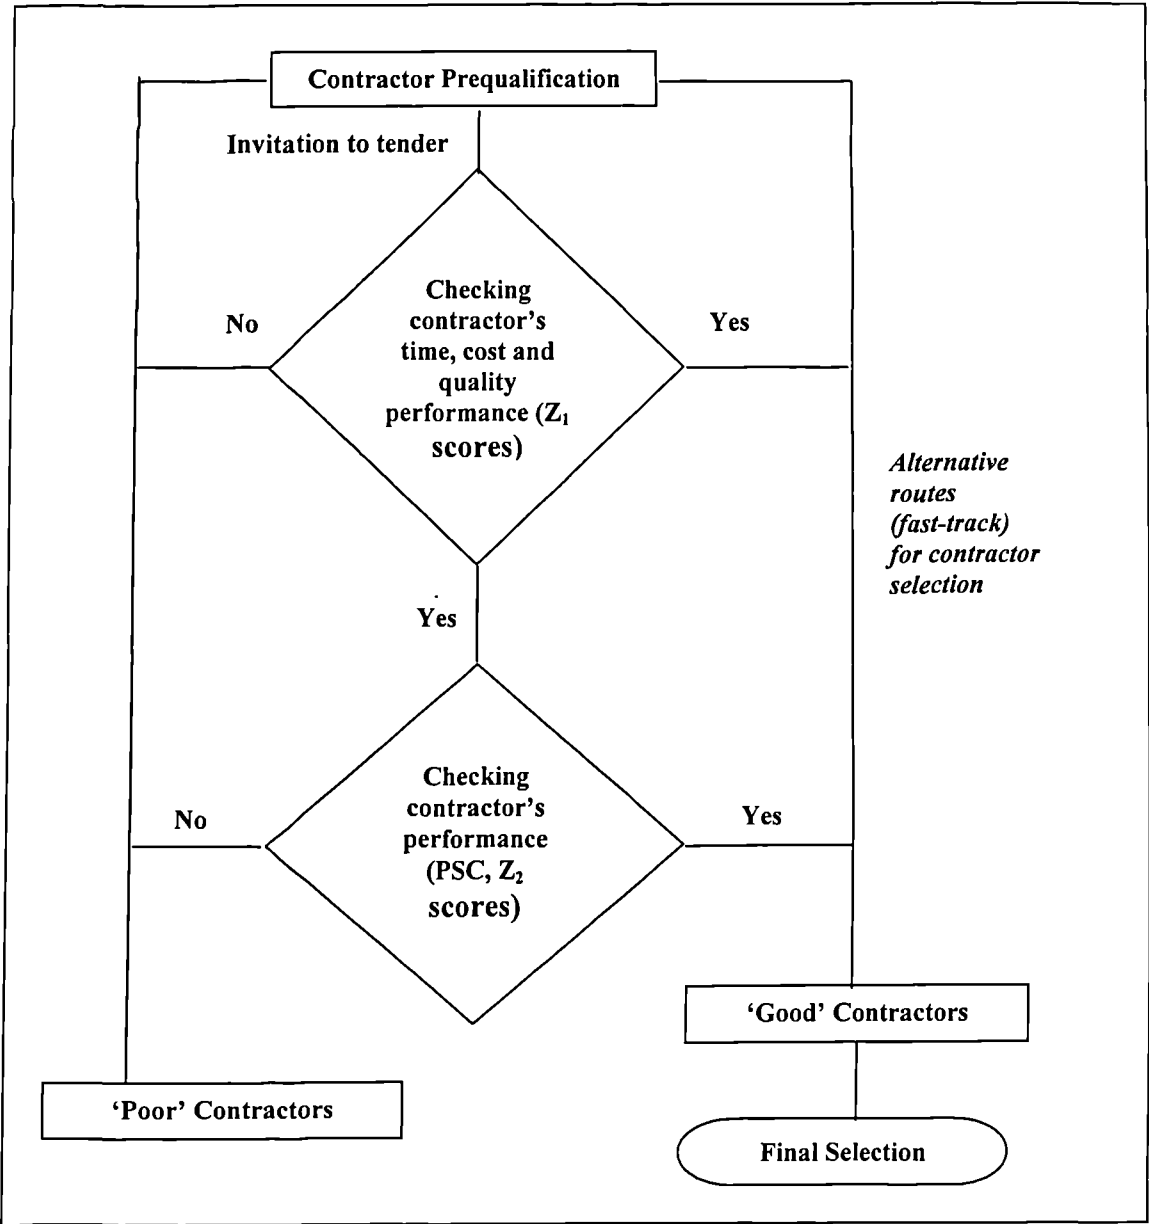 Contractor Prequalification
Invitation to tender
Checking
contractor's
time, cost and
quality
performance (Z₁
scores)
No
Yes
Alternative
routes
(fast-track)
for contractor
selection
Yes
Checking
contractor's
performance
(PSC, Z₂
scores)
No
Yes
‘Good’ Contractors
‘Poor’ Contractors
Final Selection